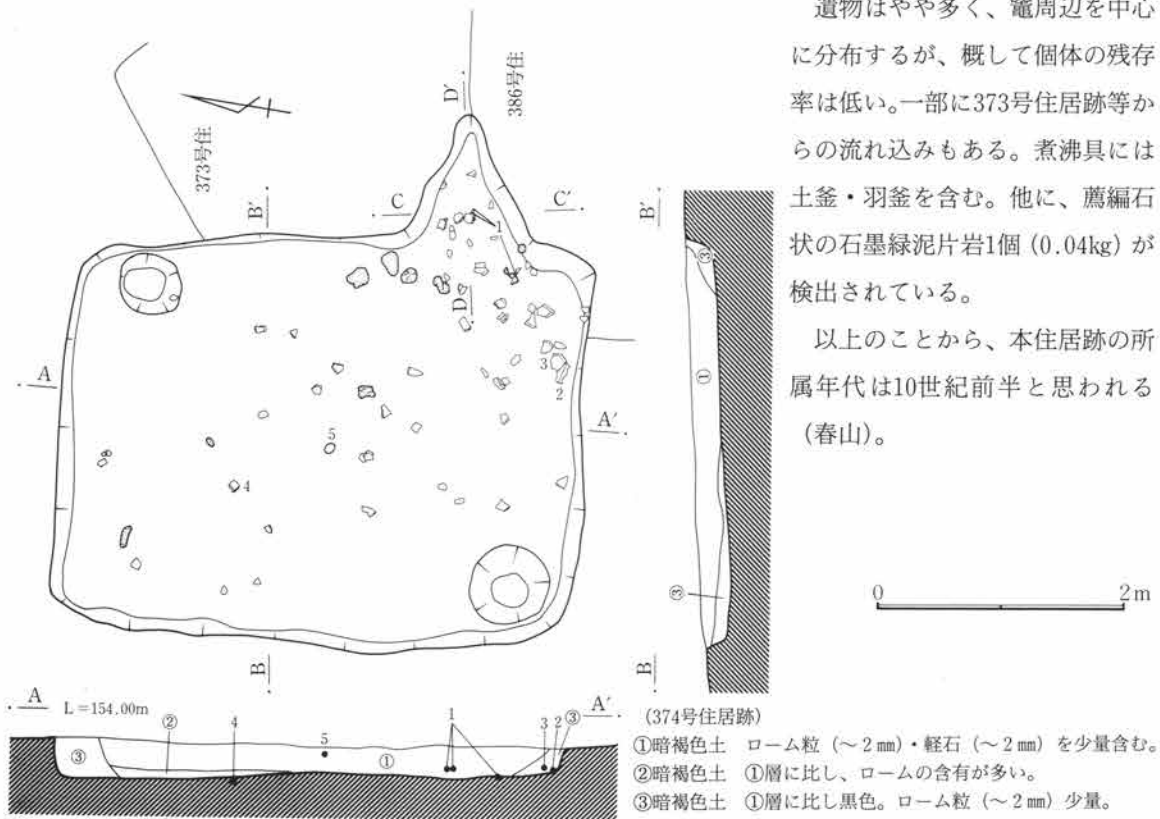 遺物はやや多く、竈周辺を中心
に分布するが、概して個体の残存
率は低い。一部に373号住居跡等か
らの流れ込みもある。煮沸具には
土釜・羽釜を含む。他に、薦編石
状の石墨緑泥片岩1個 (0.04kg) が
検出されている。
以上のことから、本住居跡の所
属年代は10世紀前半と思われる
（春山）。
373号住
386号住
D′
B′
C
C′
B′
1
D
③
3
2
①
A
A′
5
4
③
0 2 m
B
B
A L=154.00m
② 4 5 1 3 2 ③ A′
③ ①
(374号住居跡)
①暗褐色土 ローム粒（～2㎜）・軽石（～2㎜）を少量含む。
②暗褐色土 ①層に比し、ロームの含有が多い。
③暗褐色土 ①層に比し黒色。ローム粒（～2㎜）少量。